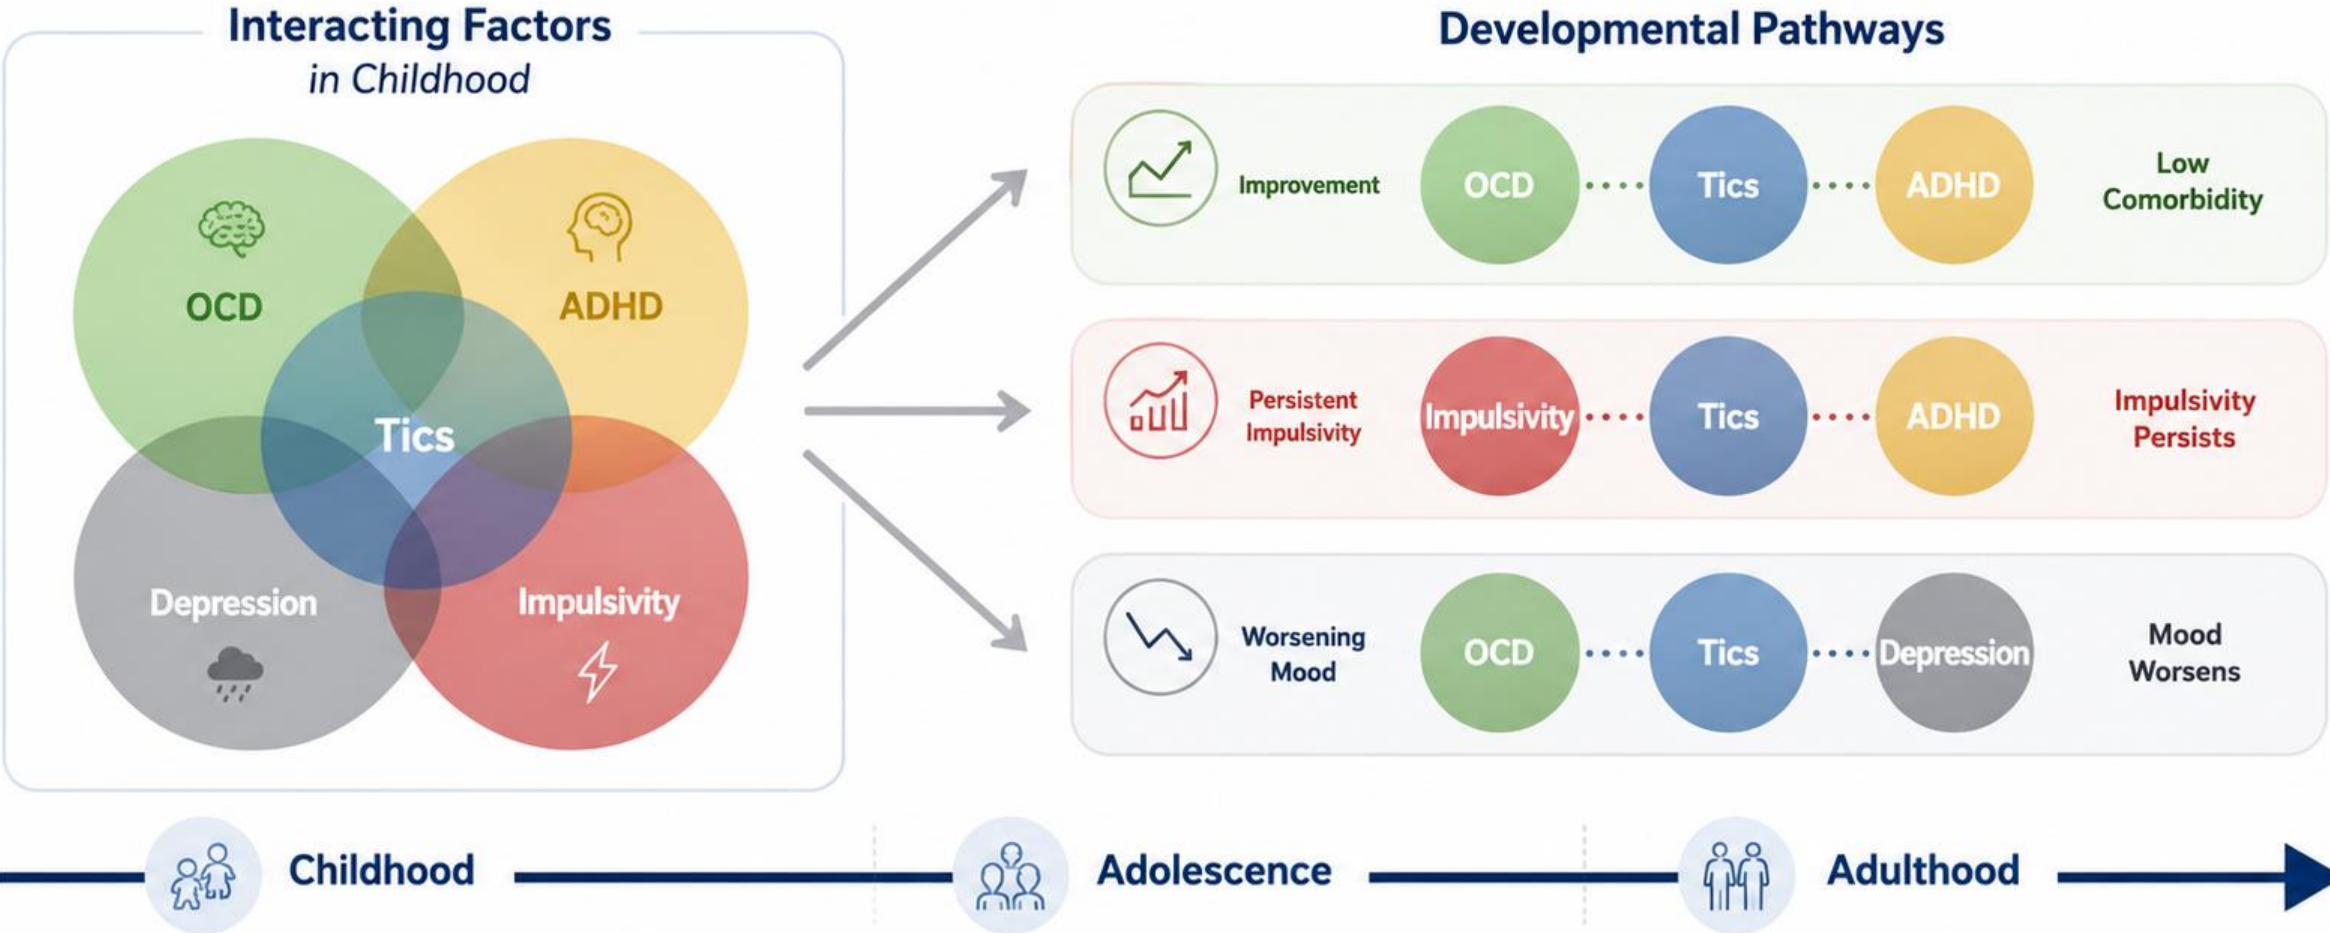 Interacting Factors
in Childhood
OCD
ADHD
Tics
Depression
Impulsivity
Developmental Pathways
Improvement
OCD
Tics
ADHD
Low
Comorbidity
Persistent
Impulsivity
Impulsivity
Tics
ADHD
Impulsivity
Persists
Worsening
Mood
OCD
Tics
Depression
Mood
Worsens
Childhood
Adolescence
Adulthood